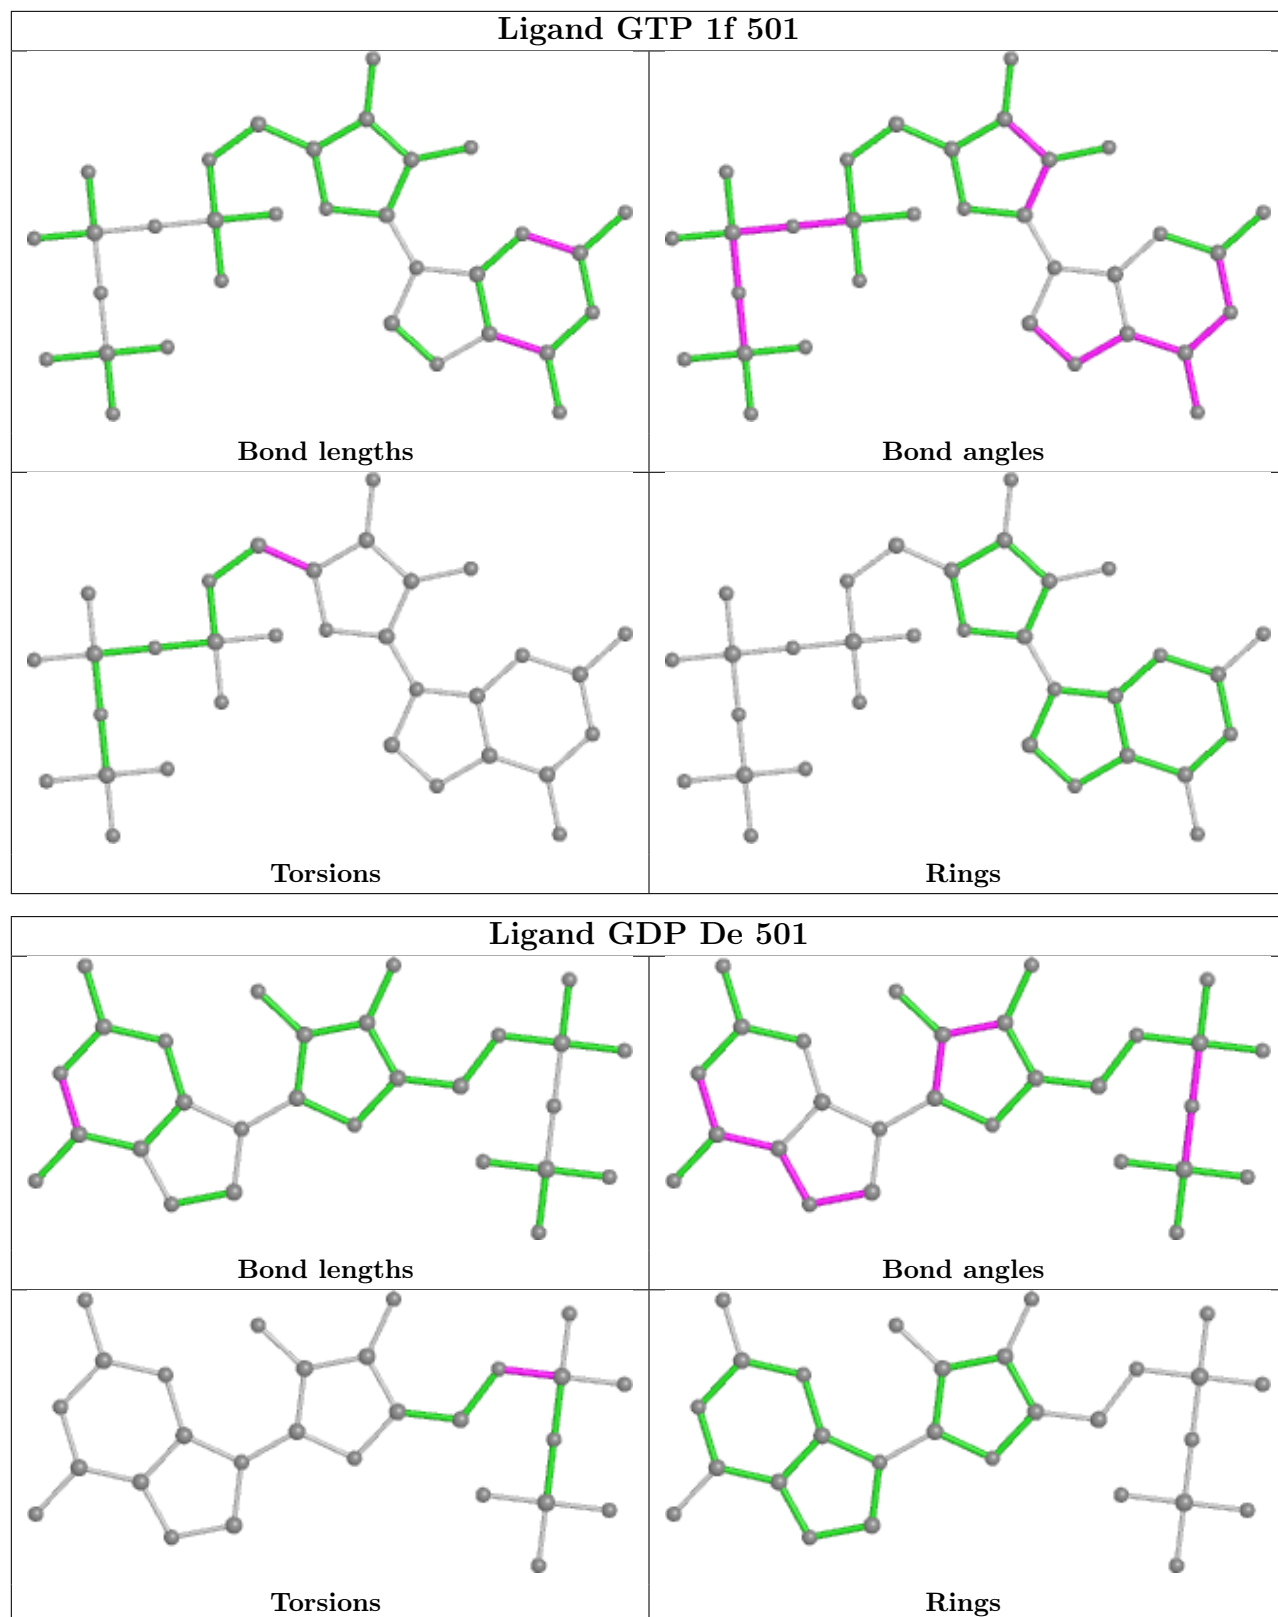 Ligand GTP 1f 501
Bond lengths
Bond angles
Torsions
Rings
Ligand GDP De 501
Bond lengths
Bond angles
Torsions
Rings